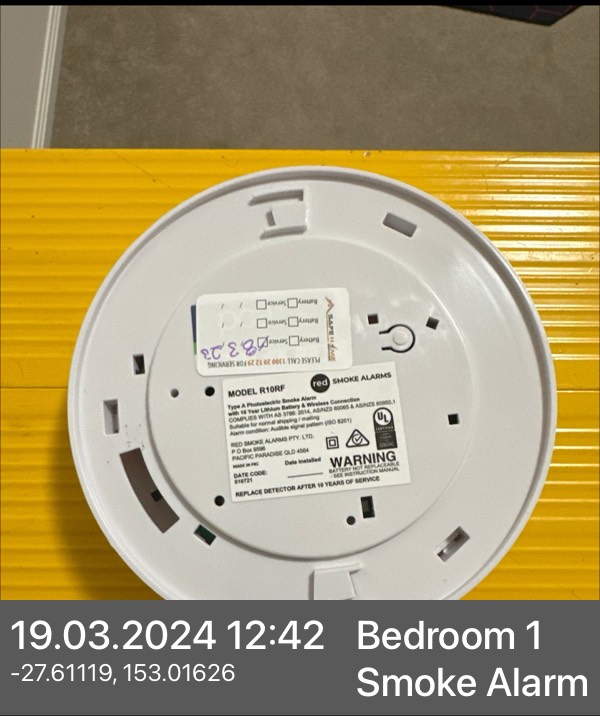 PLEASE CALL 1300 20 12 29 FOR SERVICING
SAFE HOME
Battery Service 8.3.23
Battery Service / /
Battery Service / /
MODEL R10RF
red SMOKE ALARMS
Type A Photoelectric Smoke Alarm
with 10 Year Lithium Battery & Wireless Connection
COMPLIES WITH AS 3786: 2014, AS/NZS 60065 & AS/NZS 60950.1
Suitable for normal shipping / mailing
Alarm condition: Audible signal pattern (ISO 8201)
RED SMOKE ALARMS PTY. LTD.
P O Box 9096
PACIFIC PARADISE QLD 4564
MADE IN PRC
Date Installed
DATE CODE:
010721
UL
WARNING
BATTERY NOT REPLACEABLE
- SEE INSTRUCTION MANUAL
REPLACE DETECTOR AFTER 10 YEARS OF SERVICE
19.03.2024 12:42
-27.61119, 153.01626
Bedroom 1
Smoke Alarm